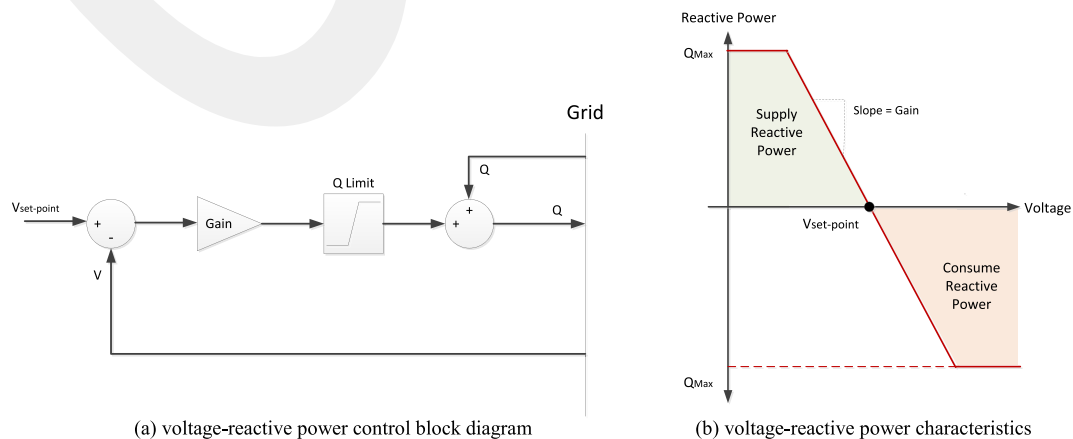 Grid
Q Limit
Q
Vset-point
+
-
Gain
+
+
Q
V
(a) voltage-reactive power control block diagram
Reactive Power
QMax
Slope = Gain
Supply
Reactive
Power
Voltage
Vset-point
Consume
Reactive
Power
QMax
(b) voltage-reactive power characteristics